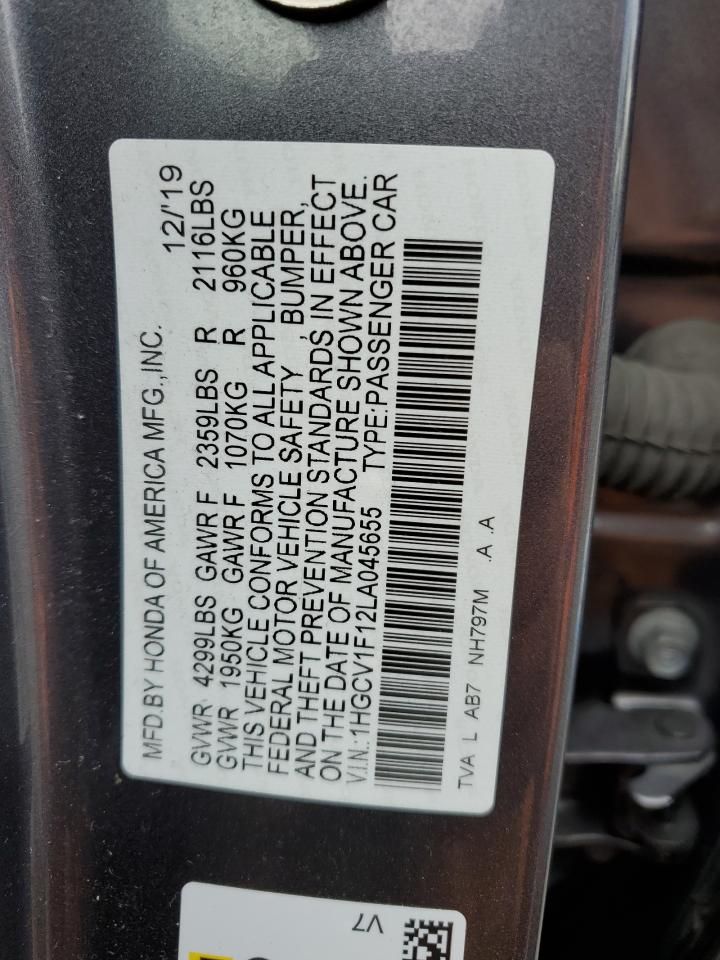 MFD.BY HONDA OF AMERICA MFG.,INC. 12/'19
GVWR 4299LBS GAWR F 2359LBS R 2116LBS
GVWR 1950KG GAWR F 1070KG R 960KG
THIS VEHICLE CONFORMS TO ALL APPLICABLE
FEDERAL MOTOR VEHICLE SAFETY , BUMPER,
AND THEFT PREVENTION STANDARDS IN EFFECT
ON THE DATE OF MANUFACTURE SHOWN ABOVE.
V.I.N.:1HGCV1F12LA045655 TYPE:PASSENGER CAR
TVA L AB7 NH797M .A .A
V7